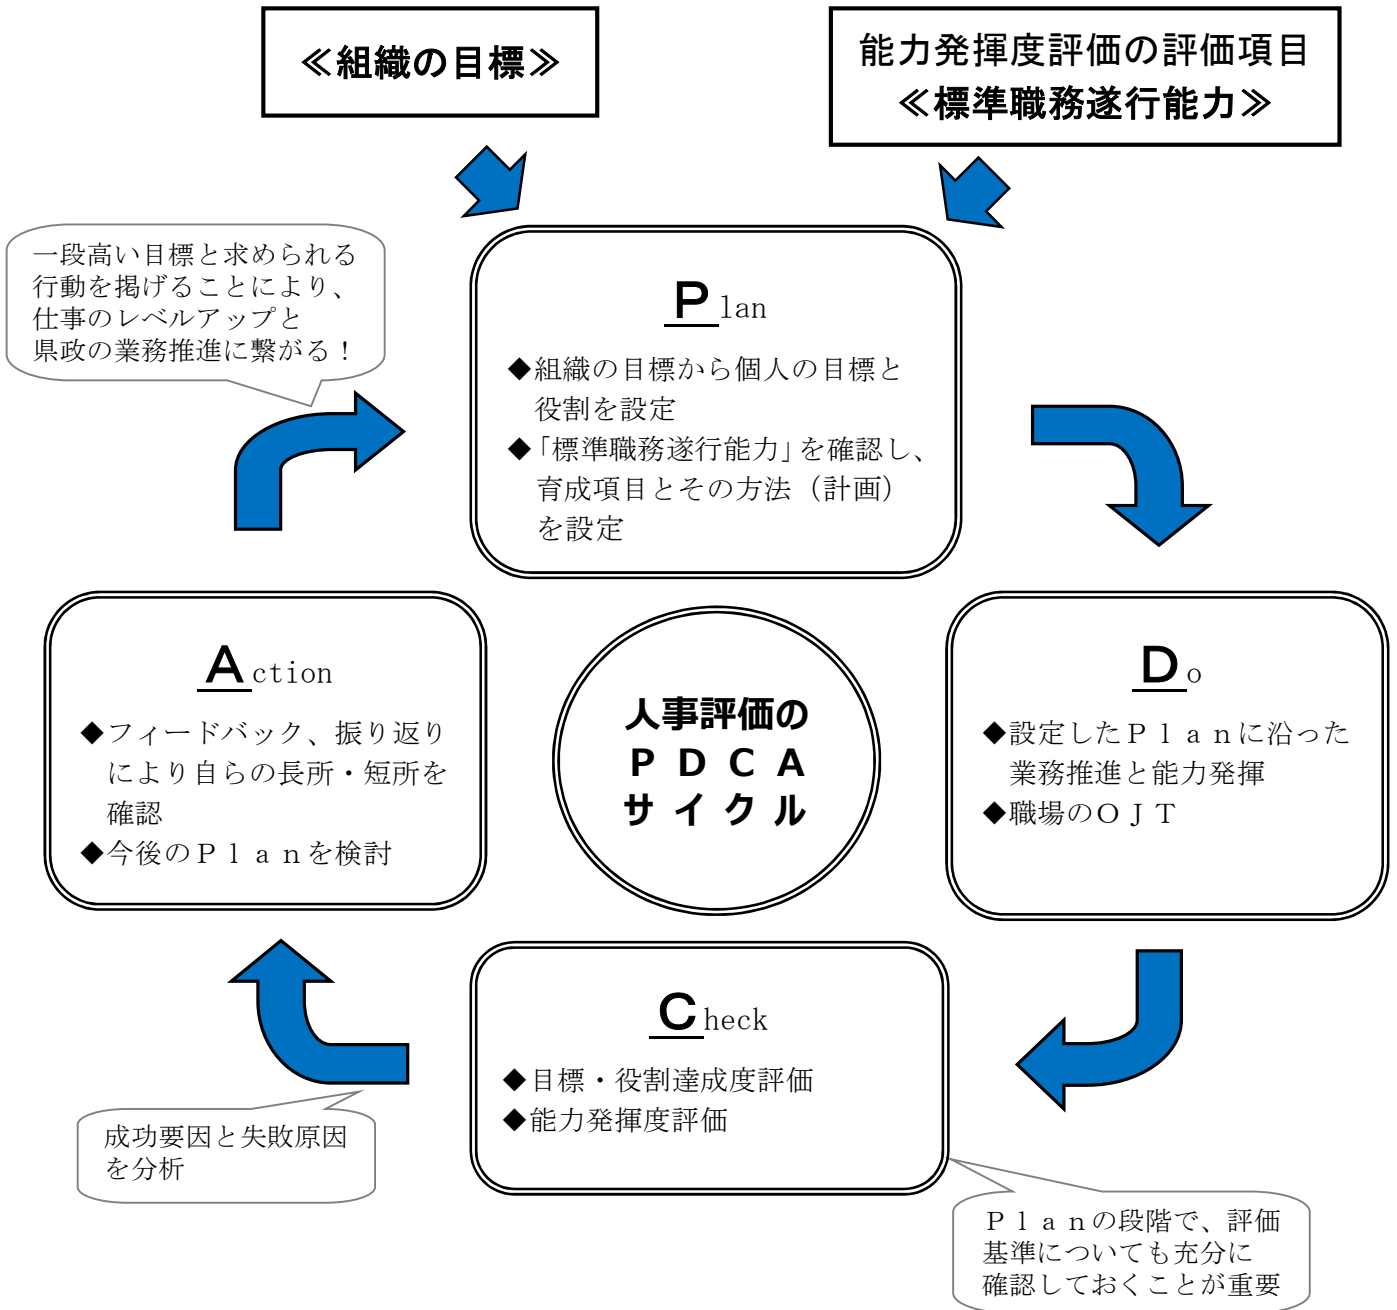 ≪組織の目標≫
能力発揮度評価の評価項目
≪標準職務遂行能力≫
一段高い目標と求められる
行動を掲げることにより、
仕事のレベルアップと
県政の業務推進に繋がる！
Plan
◆組織の目標から個人の目標と
役割を設定
◆「標準職務遂行能力」を確認し、
育成項目とその方法（計画）
を設定
Action
◆フィードバック、振り返り
により自らの長所・短所を
確認
◆今後のＰｌａｎを検討
人事評価の
ＰＤＣＡ
サイクル
Do
◆設定したＰｌａｎに沿った
業務推進と能力発揮
◆職場のＯＪＴ
Check
◆目標・役割達成度評価
◆能力発揮度評価
成功要因と失敗原因
を分析
Ｐｌａｎの段階で、評価
基準についても充分に
確認しておくことが重要